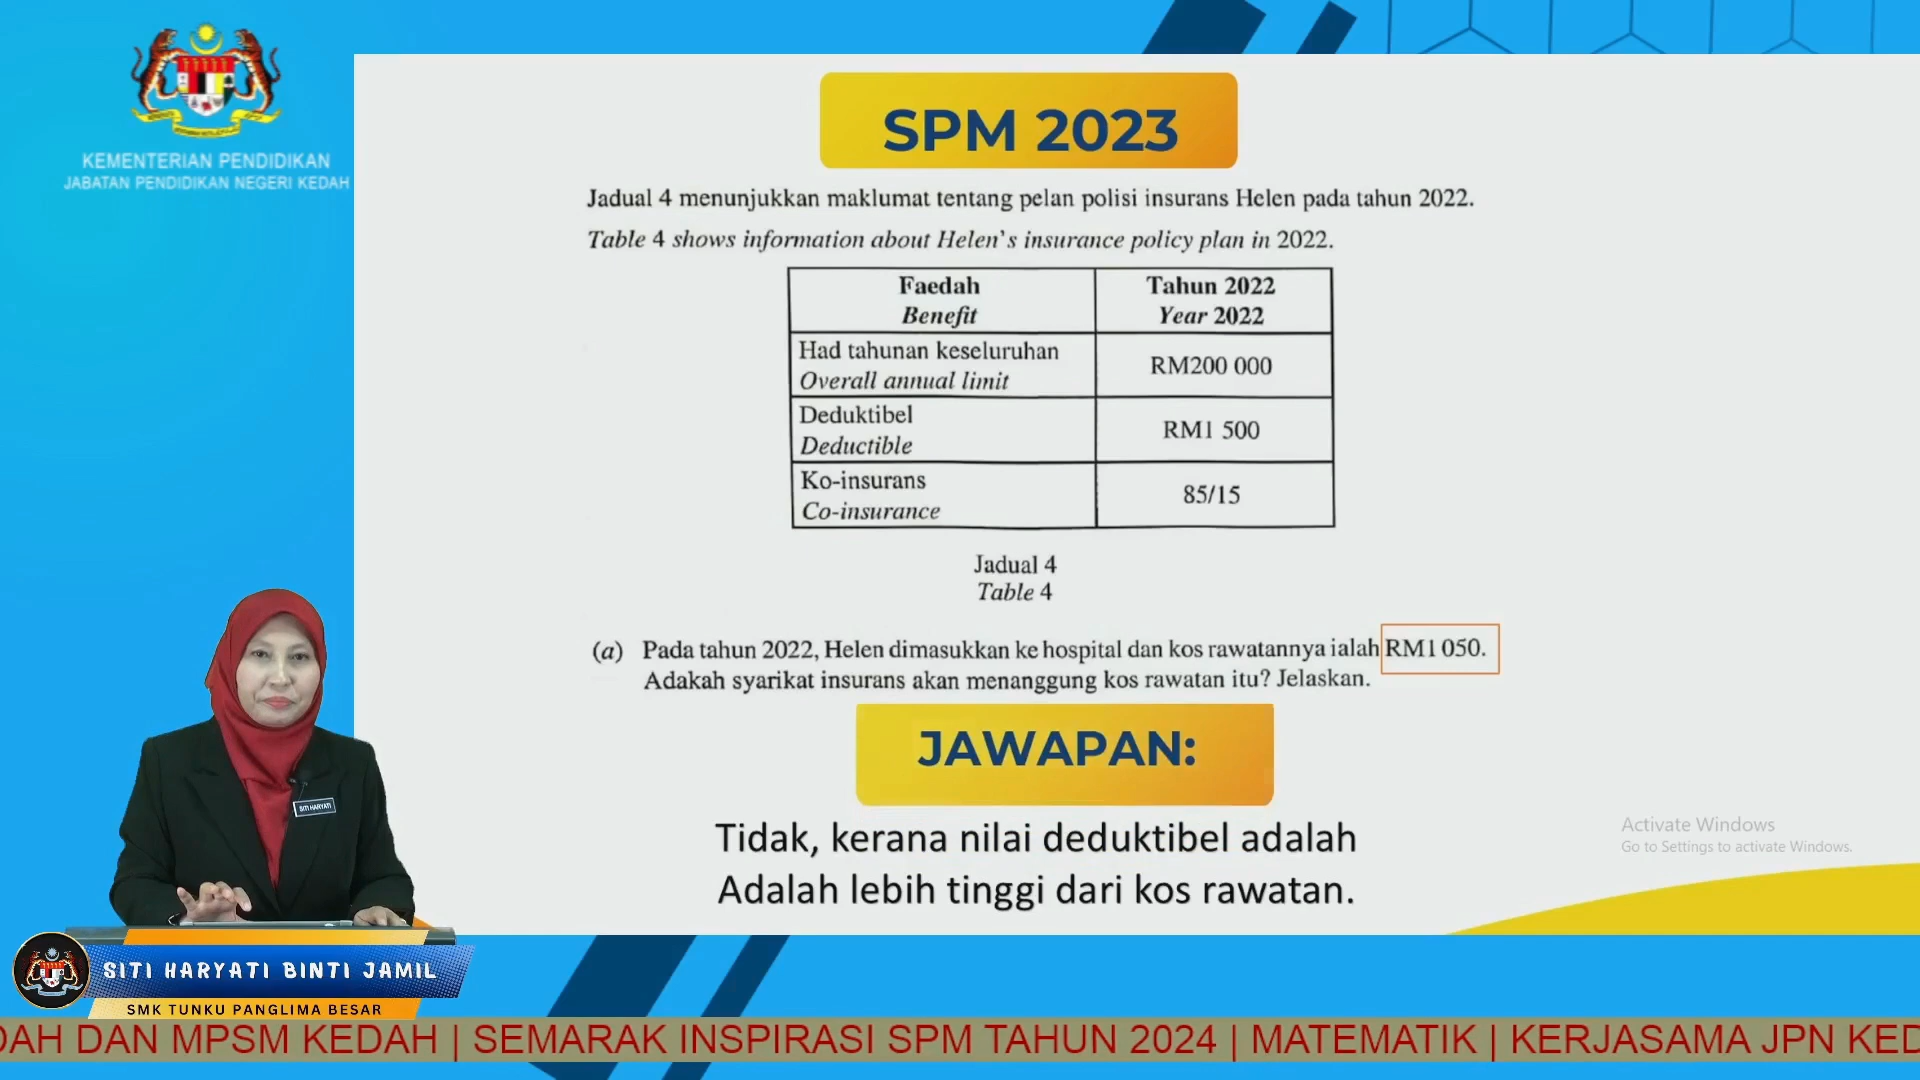 KEMENTERIAN PENDIDIKAN
JABATAN PENDIDIKAN NEGERI KEDAH
SPM 2023
Jadual 4 menunjukkan maklumat tentang pelan polisi insurans Helen pada tahun 2022.
Table 4 shows information about Helen's insurance policy plan in 2022.
Faedah
Benefit
Tahun 2022
Year 2022
Had tahunan keseluruhan
Overall annual limit
RM200 000
Deduktibel
Deductible
RM1 500
Ko-insurans
Co-insurance
85/15
Jadual 4
Table 4
(a) Pada tahun 2022, Helen dimasukkan ke hospital dan kos rawatannya ialah RM1 050.
Adakah syarikat insurans akan menanggung kos rawatan itu? Jelaskan.
JAWAPAN:
Tidak, kerana nilai deduktibel adalah
Adalah lebih tinggi dari kos rawatan.
Activate Windows
Go to Settings to activate Windows.
SITI HARYATI
SITI HARYATI BINTI JAMIL
SMK TUNKU PANGLIMA BESAR
DAH DAN MPSM KEDAH | SEMARAK INSPIRASI SPM TAHUN 2024 | MATEMATIK | KERJASAMA JPN KED